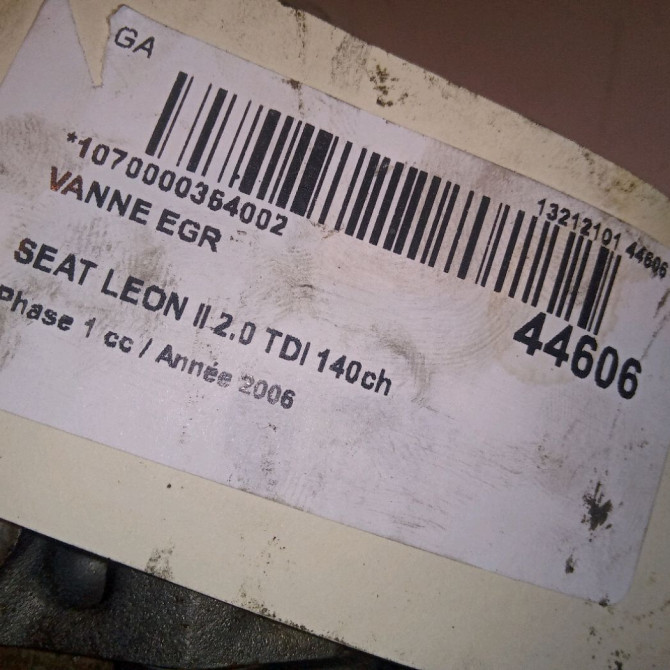 GA
*1070000364002
13212101 44606
VANNE EGR
44606
SEAT LEON II 2.0 TDI 140ch
Phase 1 cc / Année 2006